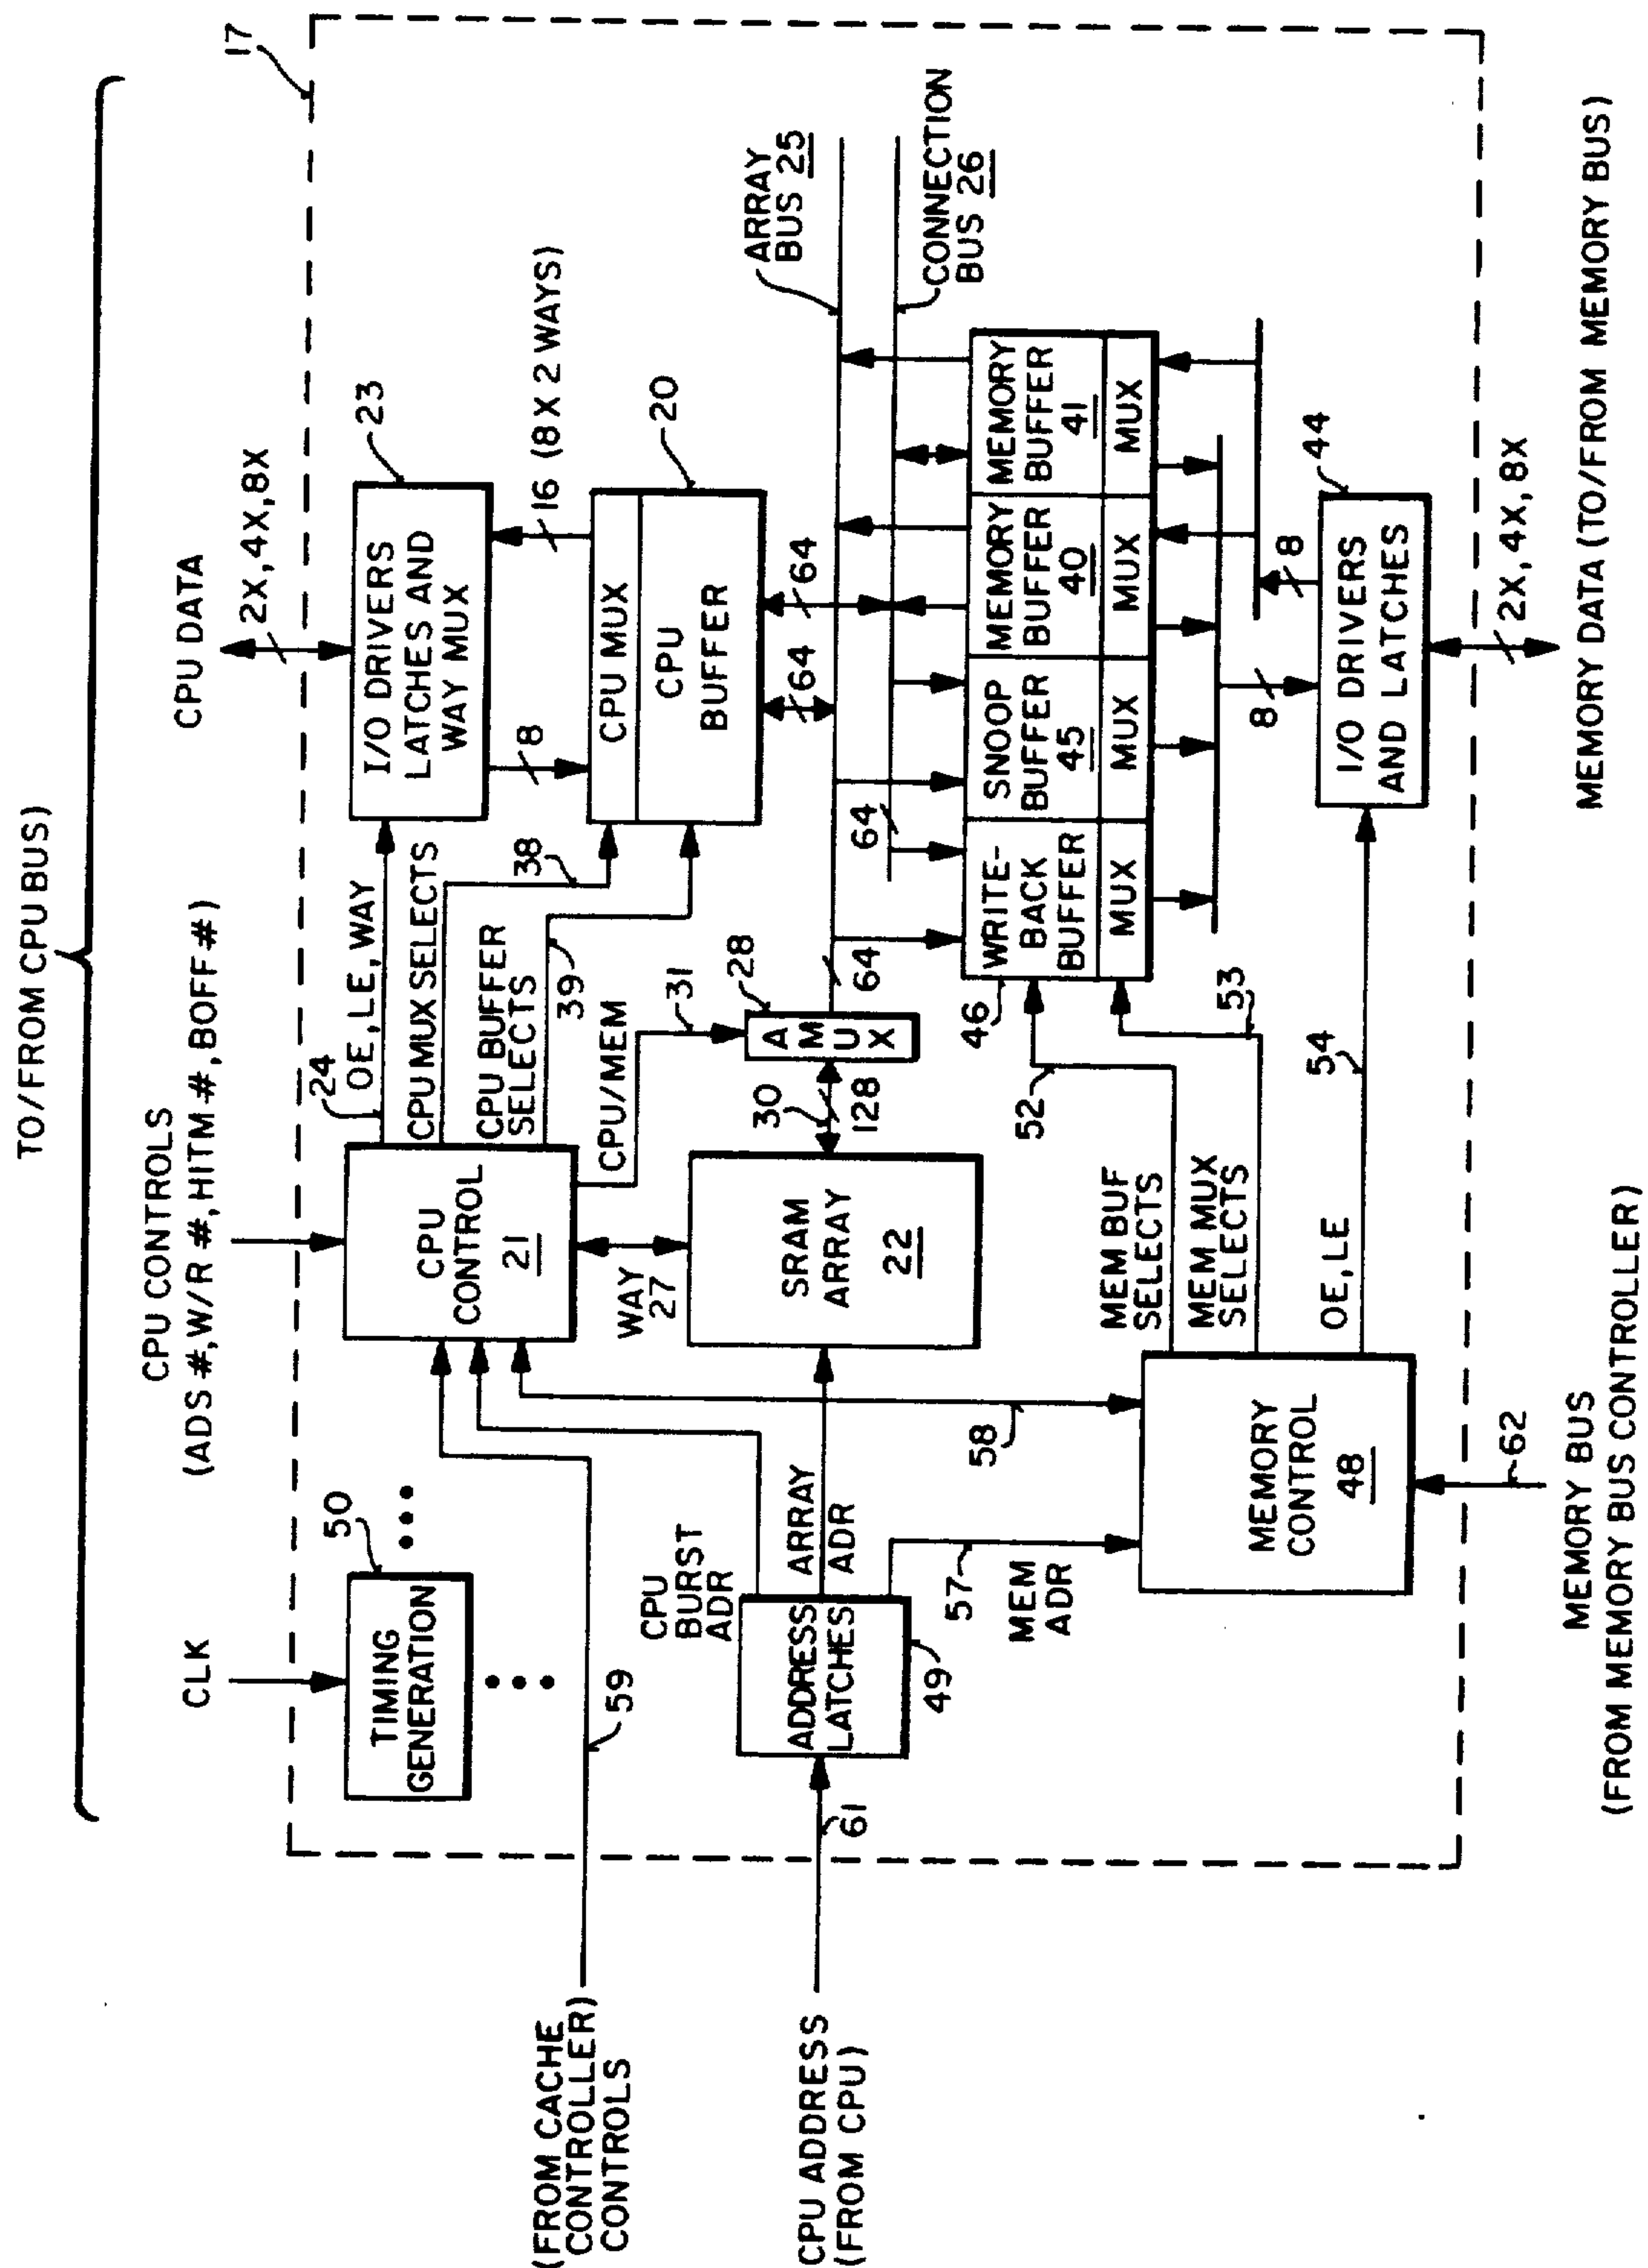 TO/FROM CPU BUS)
CLK
CPU CONTROLS
(ADS #, W/R #, HITM #, BOFF #)
CPU DATA
2X, 4X, 8X
17
50
TIMING
GENERATION
CPU
CONTROL
21
24
OE, LE, WAY
CPU MUX SELECTS
38
CPU BUFFER
SELECTS
39
CPU/MEM
31
I/O DRIVERS
LATCHES AND
WAY MUX
23
8
16 (8 X 2 WAYS)
CPU MUX
CPU
BUFFER
20
64
64
59
(FROM CACHE
CONTROLLER)
CONTROLS
WAY
27
CPU
BURST
ADR
ARRAY
ADR
ADDRESS
LATCHES
49
61
CPU ADDRESS
(FROM CPU)
SRAM
ARRAY
22
30
128
A
M
U
X
28
64
64
ARRAY
BUS 25
CONNECTION
BUS 26
57
MEM
ADR
58
MEMORY
CONTROL
48
62
MEM BUF
SELECTS
52
MEM MUX
SELECTS
53
OE, LE
54
46
WRITE-
BACK
BUFFER
MUX
SNOOP
BUFFER
45
MUX
MEMORY
BUFFER
40
MUX
MEMORY
BUFFER
41
MUX
8
8
I/O DRIVERS
AND LATCHES
44
2X, 4X, 8X
MEMORY BUS
(FROM MEMORY BUS CONTROLLER)
MEMORY DATA (TO/FROM MEMORY BUS)